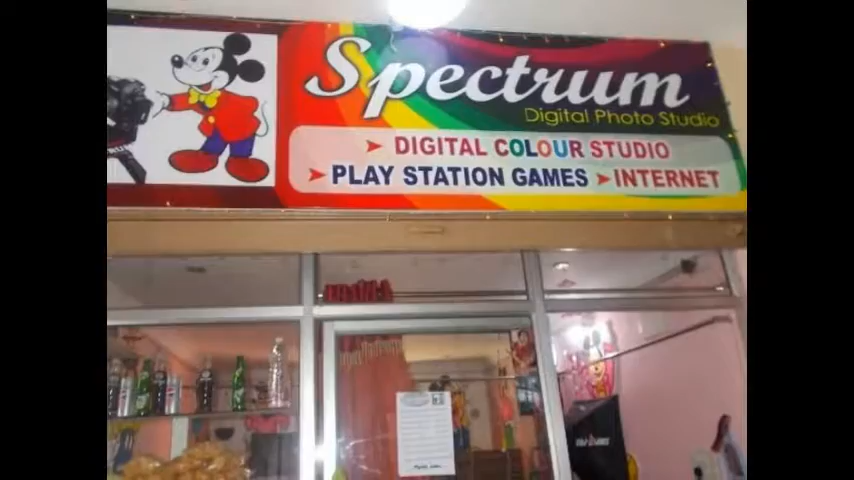 Spectrum
Digital Photo Studio
➤ DIGITAL COLOUR STUDIO
➤ PLAY STATION GAMES ➤ INTERNET